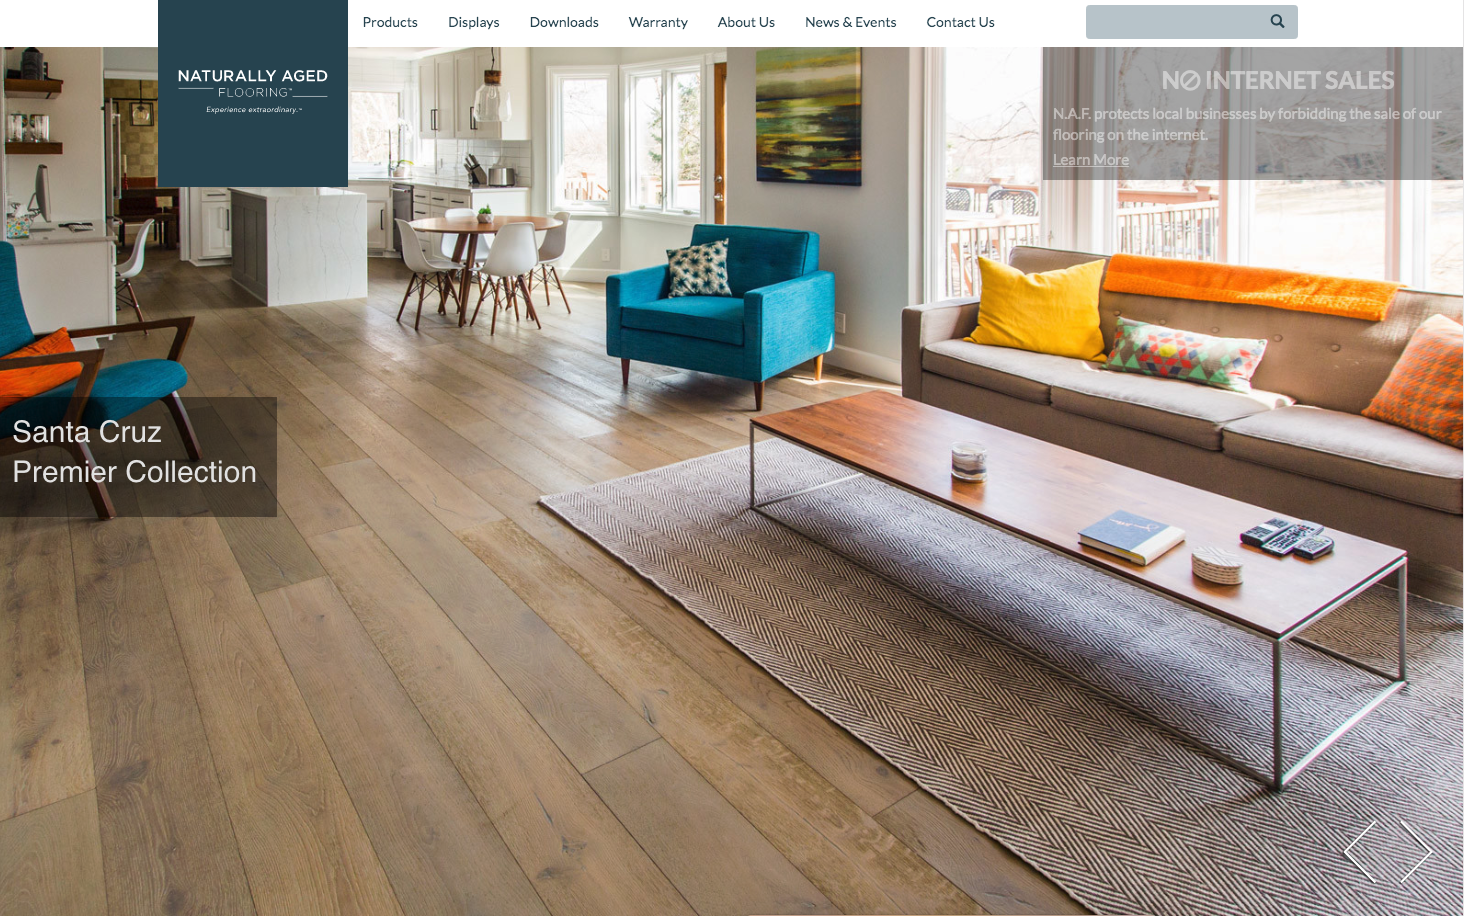 Products
Displays
Downloads
Warranty
About Us
News & Events
Contact Us
NATURALLY AGED
FLOORING™
Experience extraordinary.™
NO INTERNET SALES
N.A.F. protects local businesses by forbidding the sale of our
flooring on the internet.
Learn More
Santa Cruz
Premier Collection